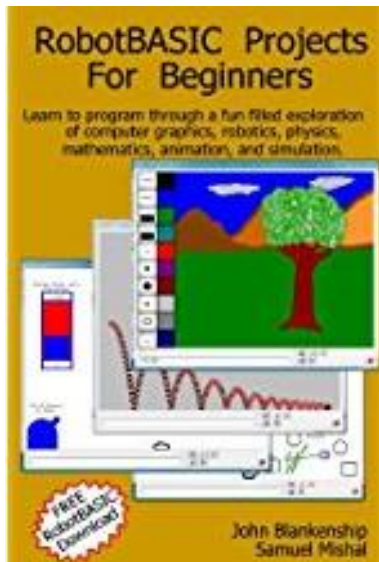 RobotBASIC Projects
For Beginners
Learn to program through a fun filled exploration
of computer graphics, robotics, physics,
mathematics, animation, and simulation.
FREE
RobotBASIC
Download
John Blankenship
Samuel Mishal